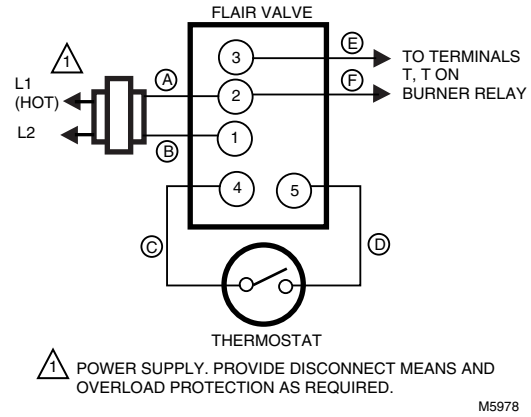 FLAIR VALVE
1
L1
(HOT)
L2
A
B
3
2
1
4
5
E
F
TO TERMINALS
T, T ON
BURNER RELAY
C
D
THERMOSTAT
1 POWER SUPPLY. PROVIDE DISCONNECT MEANS AND
OVERLOAD PROTECTION AS REQUIRED.
M5978